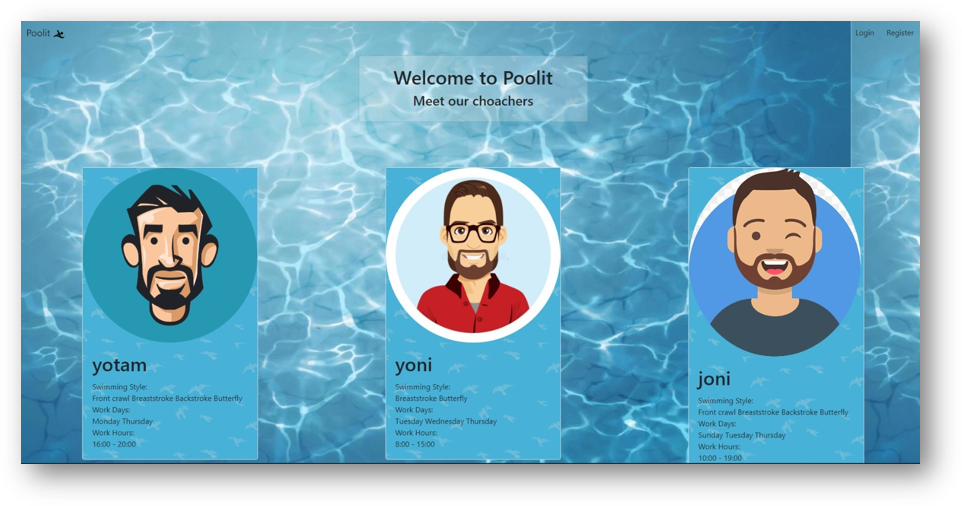 Poolit
Login Register
Welcome to Poolit
Meet our choachers
yotam
Swimming Style:
Front crawl Breaststroke Backstroke Butterfly
Work Days:
Monday Thursday
Work Hours:
16:00 - 20:00
yoni
Swimming Style:
Breaststroke Butterfly
Work Days:
Tuesday Wednesday Thursday
Work Hours:
8:00 - 15:00
joni
Swimming Style:
Front crawl Breaststroke Backstroke Butterfly
Work Days:
Sunday Tuesday Thursday
Work Hours:
10:00 - 19:00